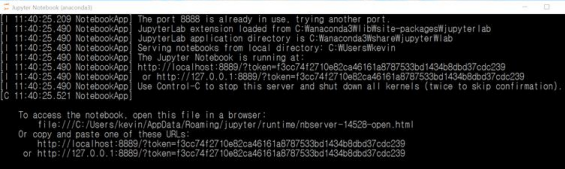 Jupyter Notebook (anaconda3)
[I 11:40:25.209 NotebookApp] The port 8888 is already in use, trying another port.
[I 11:40:25.490 NotebookApp] JupyterLab extension loaded from C:₩anaconda3₩lib₩site-packages₩jupyterlab
[I 11:40:25.490 NotebookApp] JupyterLab application directory is C:₩anaconda3₩share₩jupyter₩lab
[I 11:40:25.490 NotebookApp] Serving notebooks from local directory: C:₩Users₩kevin
[I 11:40:25.490 NotebookApp] The Jupyter Notebook is running at:
[I 11:40:25.490 NotebookApp] http://localhost:8889/?token=f3cc74f2710e82ca46161a8787533bd1434b8dbd37cdc239
[I 11:40:25.490 NotebookApp]  or http://127.0.0.1:8889/?token=f3cc74f2710e82ca46161a8787533bd1434b8dbd37cdc239
[I 11:40:25.490 NotebookApp] Use Control-C to stop this server and shut down all kernels (twice to skip confirmation).
[C 11:40:25.521 NotebookApp]
To access the notebook, open this file in a browser:
file:///C:/Users/kevin/AppData/Roaming/jupyter/runtime/nbserver-14528-open.html
Or copy and paste one of these URLs:
http://localhost:8889/?token=f3cc74f2710e82ca46161a8787533bd1434b8dbd37cdc239
or http://127.0.0.1:8889/?token=f3cc74f2710e82ca46161a8787533bd1434b8dbd37cdc239